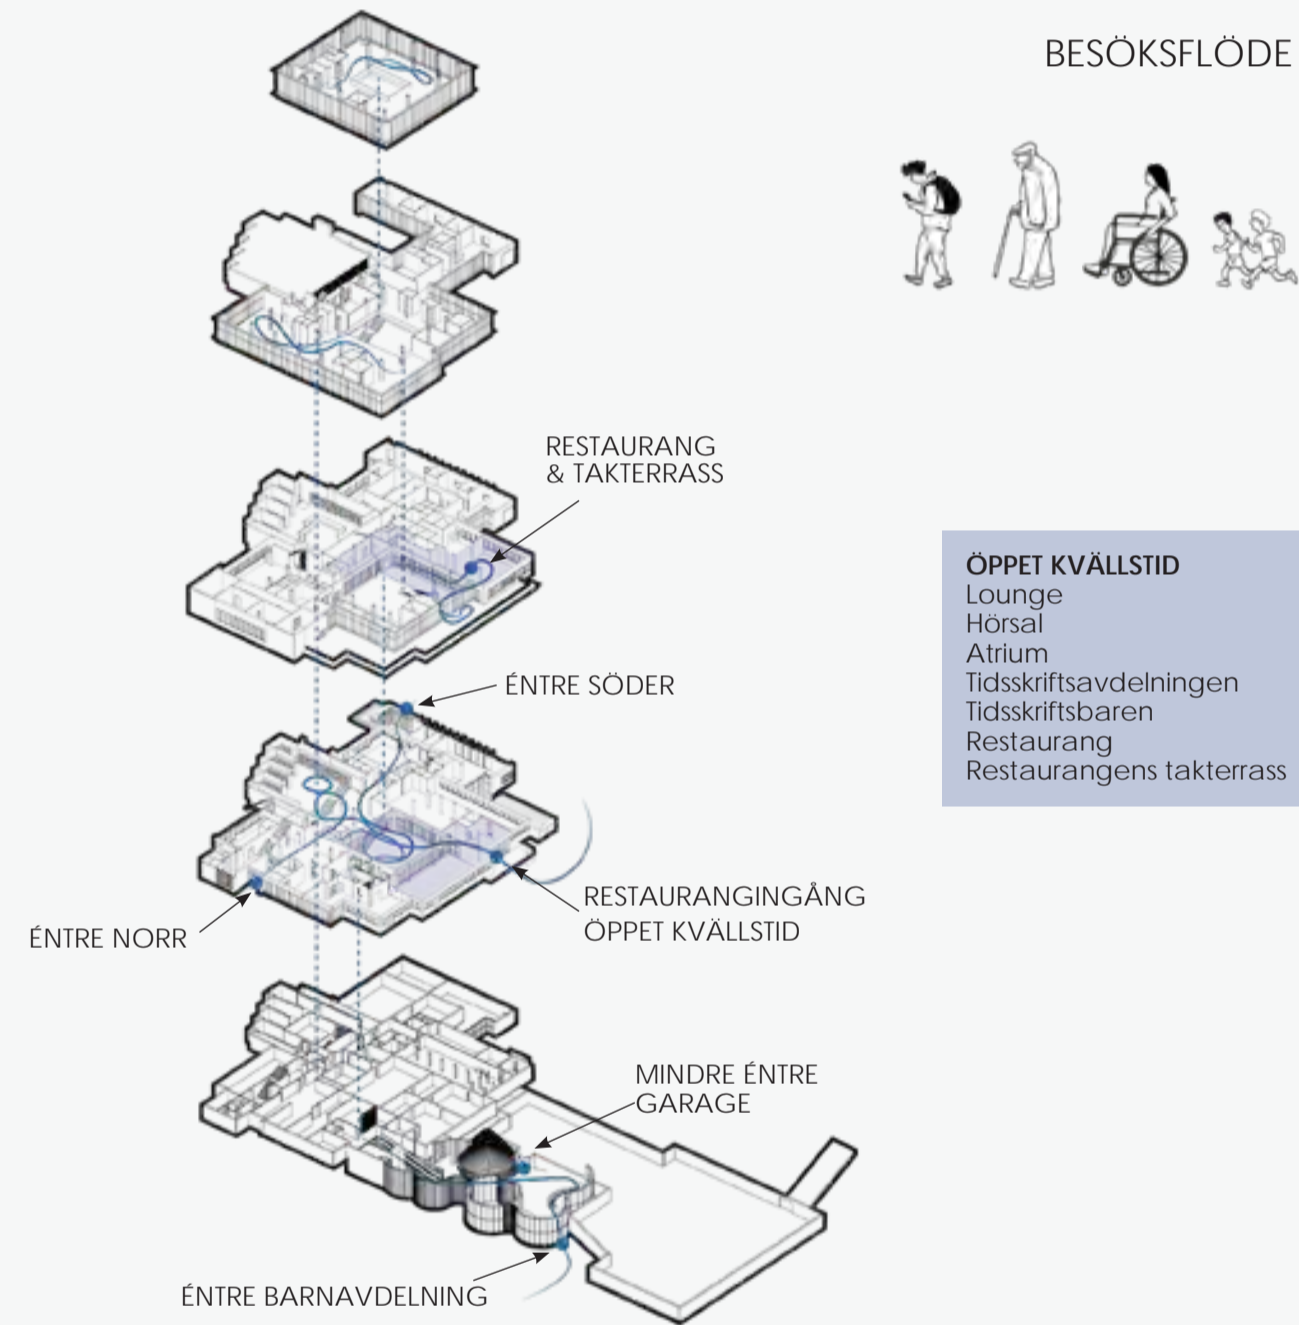 BESÖKSFLÖDE
RESTAURANG
& TAKTERRASS
ÖPPET KVÄLLSTID
Lounge
Hörsal
Atrium
Tidsskriftsavdelningen
Tidsskriftsbaren
Restaurang
Restaurangens takterrass
ÉNTRE SÖDER
RESTAURANGINGÅNG
ÖPPET KVÄLLSTID
ÉNTRE NORR
MINDRE ÉNTRE
GARAGE
ÉNTRE BARNAVDELNING